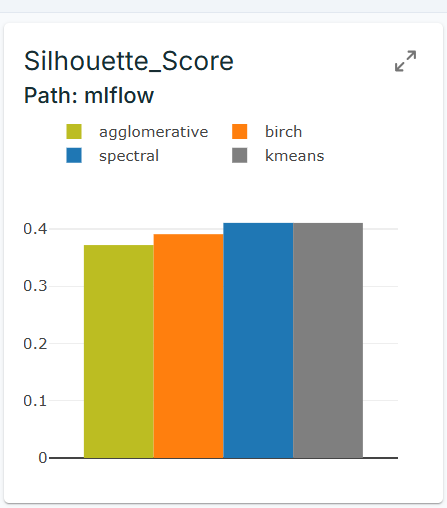 Silhouette_Score
Path: mlflow
agglomerative birch
spectral kmeans
0.4
0.3
0.2
0.1
0